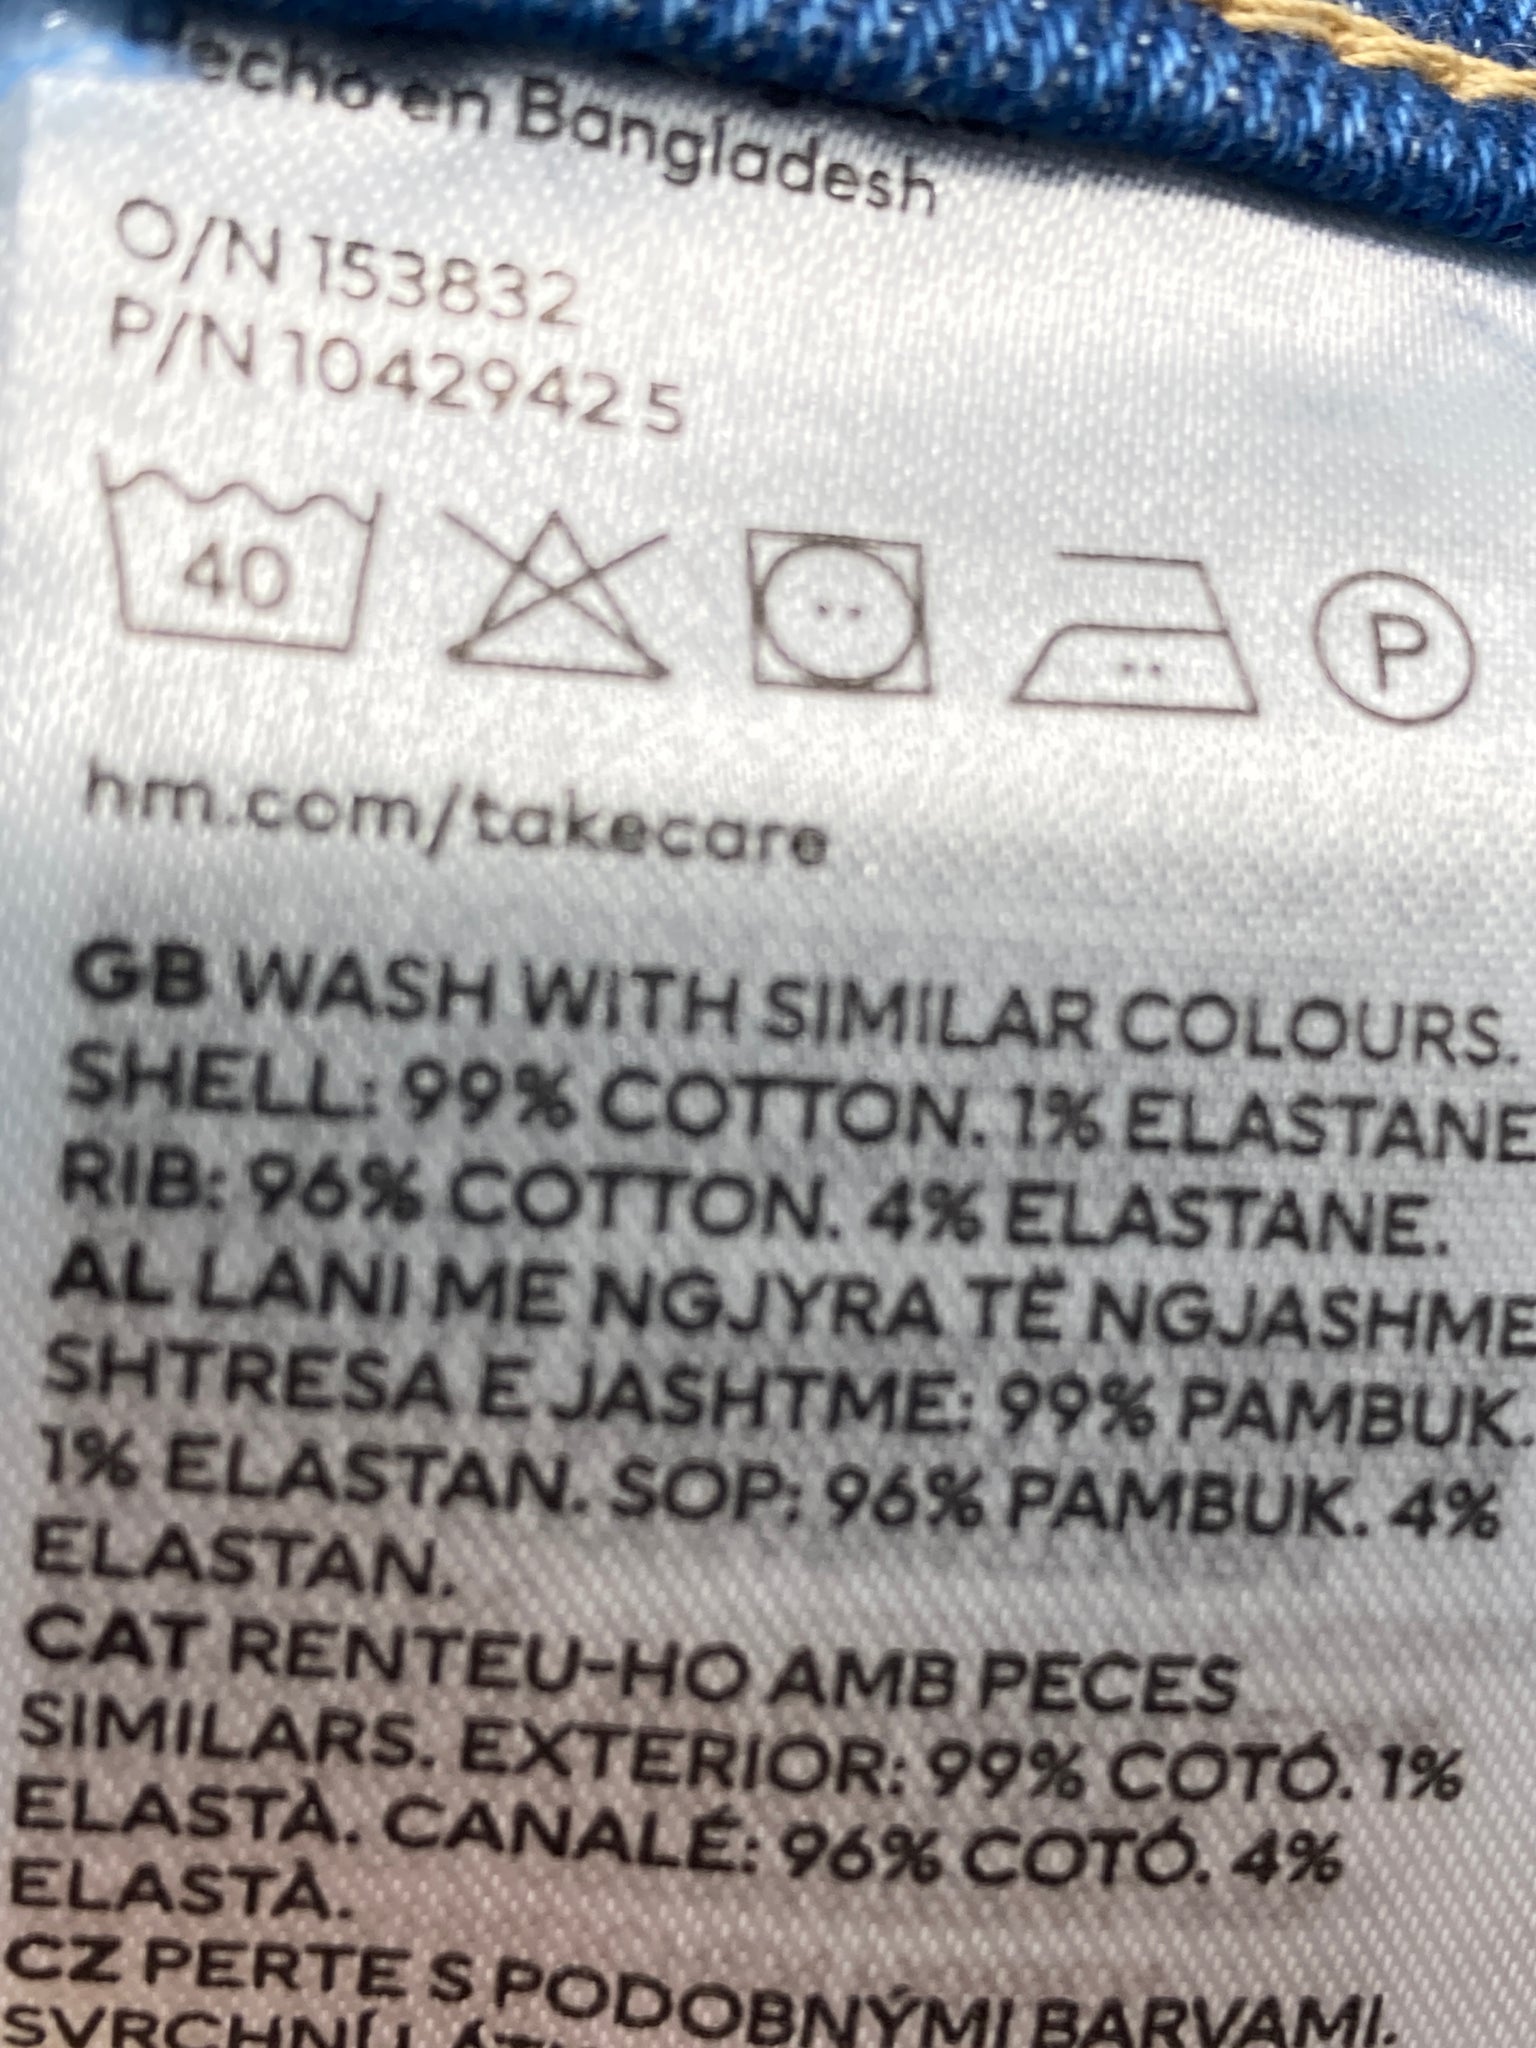 echo en Bangladesh
O/N 153832
P/N 10429425
40
P
hm.com/takecare
GB WASH WITH SIMILAR COLOURS.
SHELL: 99% COTTON. 1% ELASTANE
RIB: 96% COTTON. 4% ELASTANE.
AL LANI ME NGJYRA TË NGJASHME
SHTRESA E JASHTME: 99% PAMBUK.
1% ELASTAN. SOP: 96% PAMBUK. 4%
ELASTAN.
CAT RENTEU-HO AMB PECES
SIMILARS. EXTERIOR: 99% COTÓ. 1%
ELASTÀ. CANALÉ: 96% COTÓ. 4%
ELASTÀ.
CZ PERTE S PODOBNÝMI BARVAMI.
SVRCHNÍ